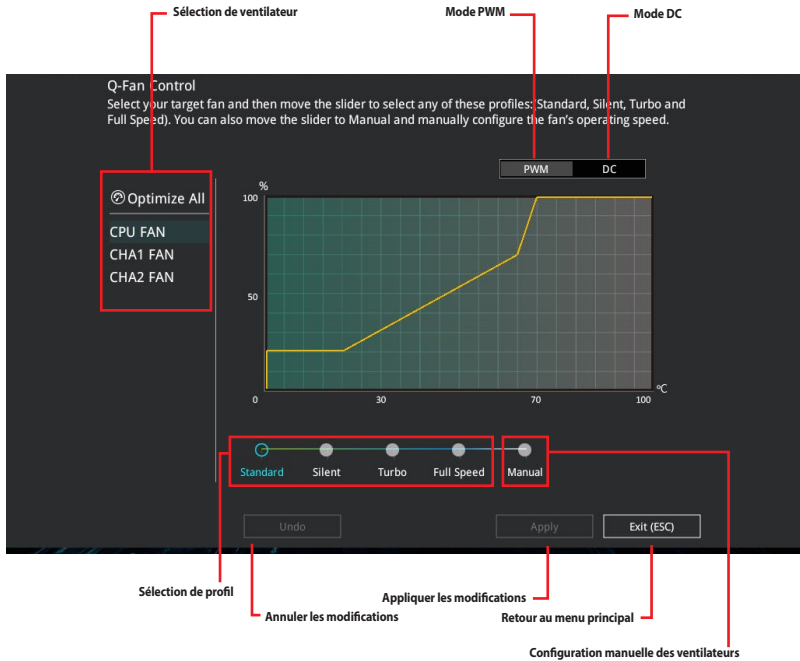 Sélection de ventilateur
Mode PWM
Mode DC
Q-Fan Control
Select your target fan and then move the slider to select any of these profiles:(Standard, Silent, Turbo and
Full Speed). You can also move the slider to Manual and manually configure the fan's operating speed.
PWM DC
Optimize All
CPU FAN
CHA1 FAN
CHA2 FAN
%
100
50
0 30 70 100
ºC
Standard Silent Turbo Full Speed Manual
Undo Apply Exit (ESC)
Sélection de profil
Appliquer les modifications
Annuler les modifications
Retour au menu principal
Configuration manuelle des ventilateurs